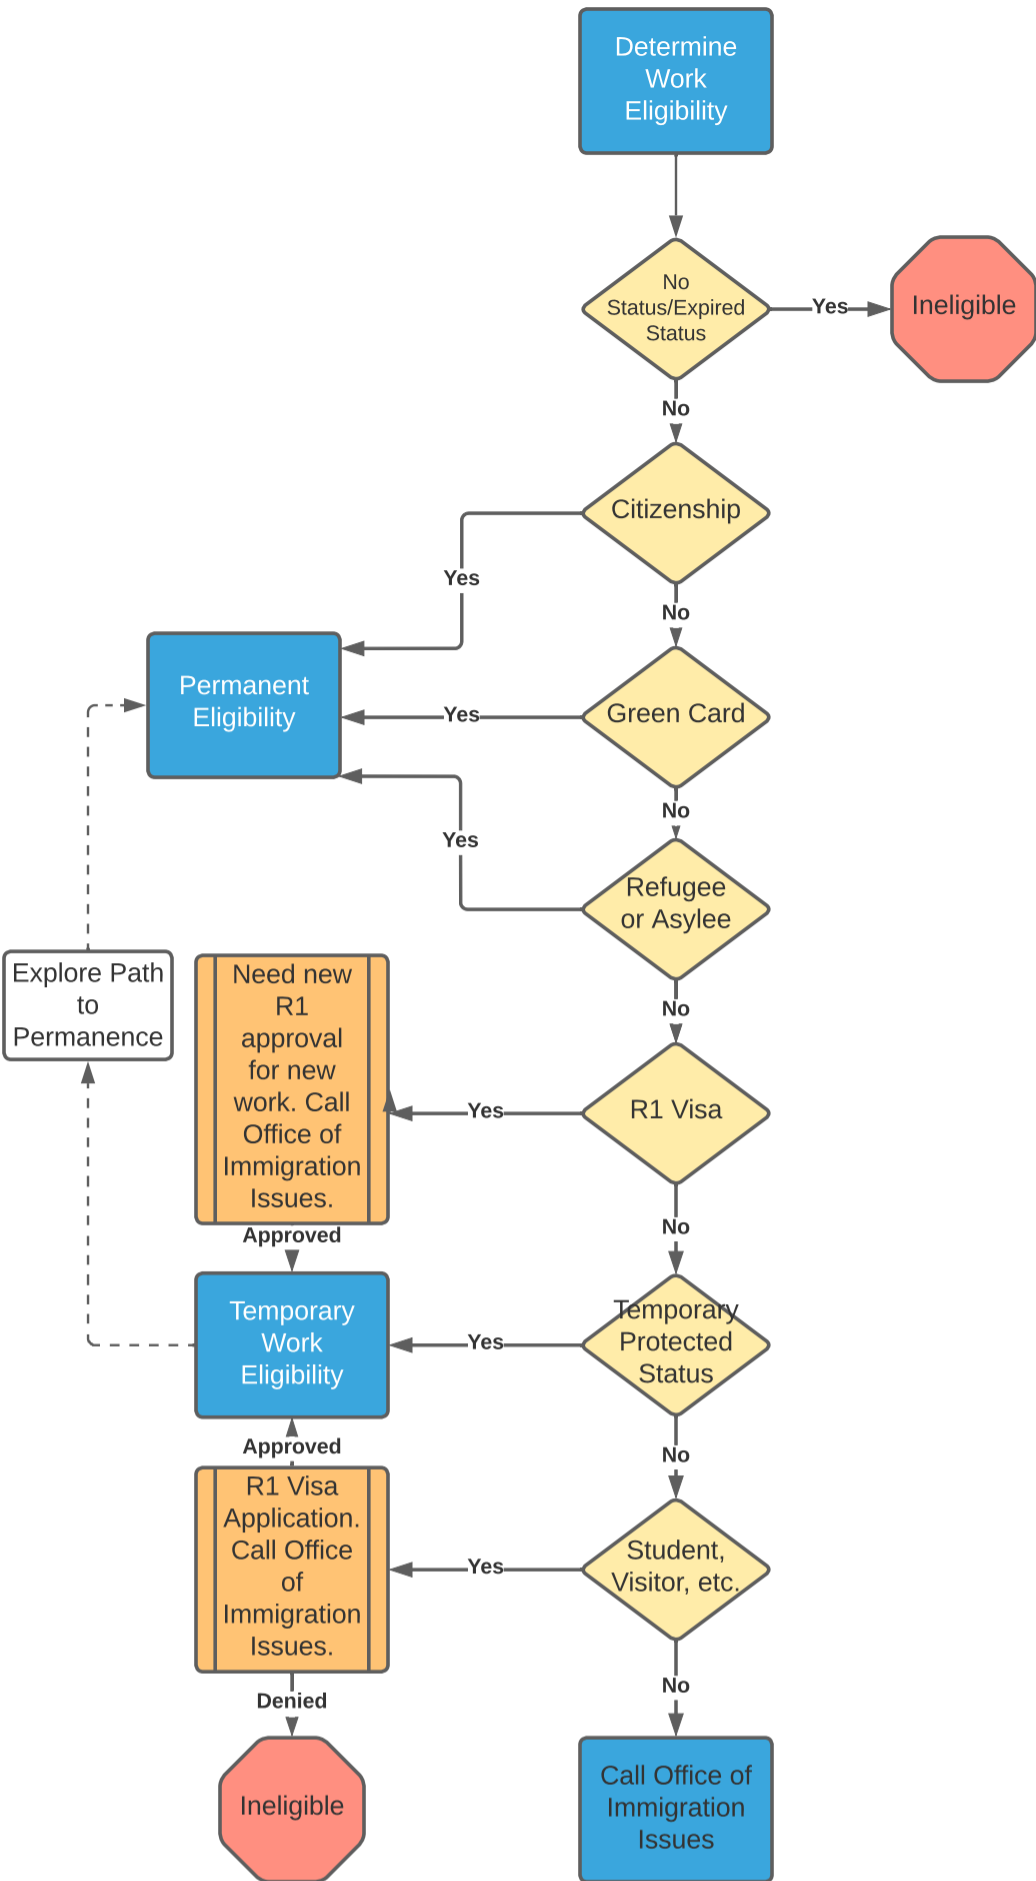 Determine
Work
Eligibility
No
Status/Expired
Status
Yes
Ineligible
No
Citizenship
Yes
No
Permanent
Eligibility
Yes
Green Card
No
Yes
Refugee
or Asylee
No
Explore Path
to
Permanence
Need new
R1
approval
for new
work. Call
Office of
Immigration
Issues.
Yes
R1 Visa
No
Approved
Temporary
Work
Eligibility
Yes
Temporary
Protected
Status
No
Approved
R1 Visa
Application.
Call Office
of
Immigration
Issues.
Yes
Student,
Visitor, etc.
No
Denied
Ineligible
Call Office of
Immigration
Issues